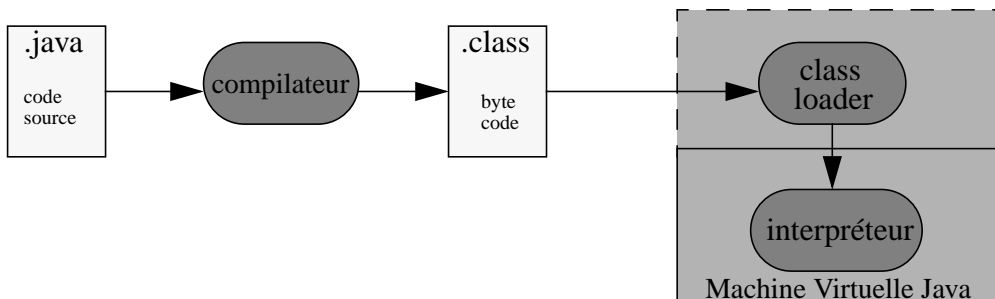 .java
code
source
compilateur
.class
byte
code
class
loader
interpréteur
Machine Virtuelle Java